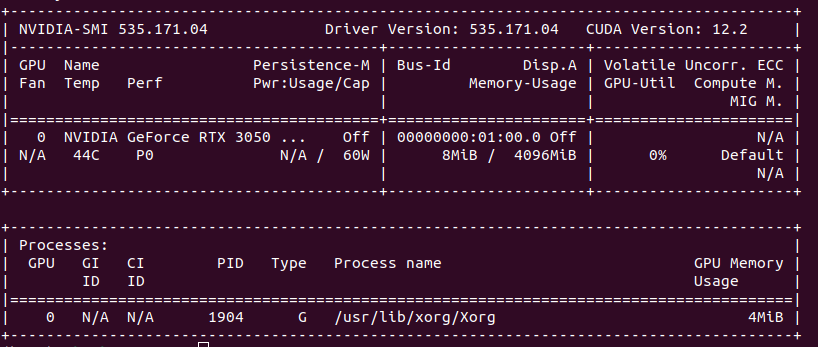 +-----------------------------------------------------------------------------+
| NVIDIA-SMI 535.171.04             Driver Version: 535.171.04   CUDA Version: 12.2     |
|-----------------------------------------+----------------------+----------------------+
| GPU  Name                 Persistence-M | Bus-Id        Disp.A | Volatile Uncorr. ECC |
| Fan  Temp   Perf          Pwr:Usage/Cap |         Memory-Usage | GPU-Util  Compute M. |
|                                         |                      |               MIG M. |
|=========================================+======================+======================|
|   0  NVIDIA GeForce RTX 3050 ...    Off | 00000000:01:00.0 Off |                  N/A |
| N/A   44C    P0              N/A /  60W |      8MiB /  4096MiB |      0%      Default |
|                                         |                      |                  N/A |
+-----------------------------------------+----------------------+----------------------+
+---------------------------------------------------------------------------------------+
| Processes:                                                                            |
|  GPU   GI   CI        PID   Type   Process name                            GPU Memory |
|        ID   ID                                                             Usage      |
|=======================================================================================|
|    0   N/A  N/A      1904      G   /usr/lib/xorg/Xorg                            4MiB |
+---------------------------------------------------------------------------------------+